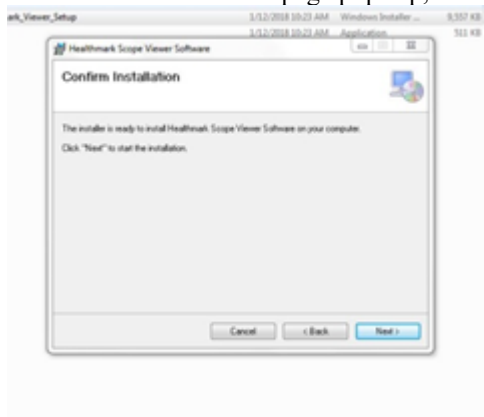 ark_Viewer_Setup 1/12/2018 10:23 AM Windows Installer ... 9,557 KB
1/12/2018 10:23 AM Application 511 KB
Healthmark Scope Viewer Software
Confirm Installation
The installer is ready to install Healthmark Scope Viewer Software on your computer.
Click "Next" to start the installation.
Cancel < Back Next >